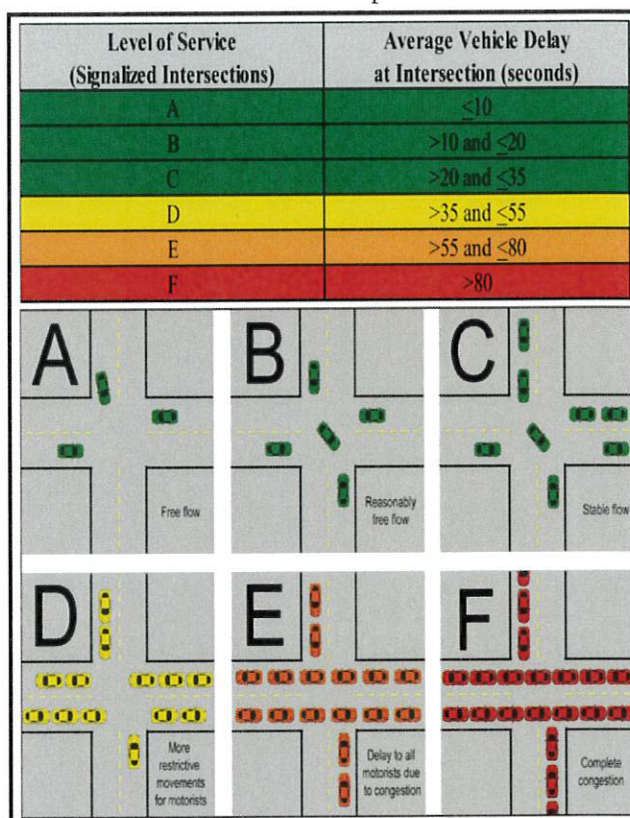 Level of Service
(Signalized Intersections)
Average Vehicle Delay
at Intersection (seconds)
A
≤10
B
>10 and ≤20
C
>20 and ≤35
D
>35 and ≤55
E
>55 and ≤80
F
>80
A
Free flow
B
Reasonably
free flow
C
Stable flow
D
More
restrictive
movements
for motorists
E
Delay to all
motorists due
to congestion
F
Complete
congestion